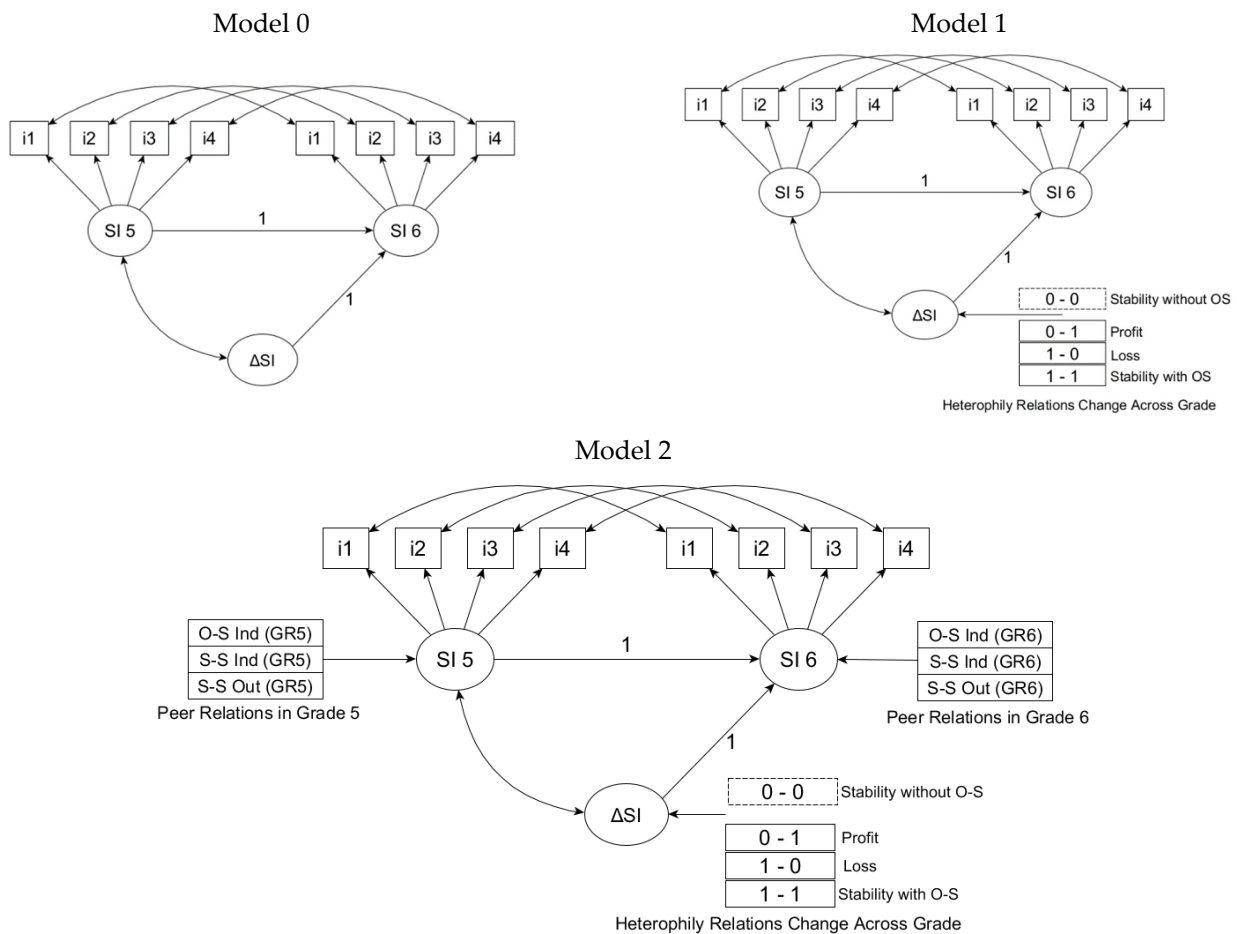 Model 0
i1 i2 i3 i4 i1 i2 i3 i4
SI 5 1 SI 6
1
ΔSI
Model 1
i1 i2 i3 i4 i1 i2 i3 i4
SI 5 1 SI 6
1
ΔSI
0 - 0 Stability without OS
0 - 1 Profit
1 - 0 Loss
1 - 1 Stability with OS
Heterophily Relations Change Across Grade
Model 2
i1 i2 i3 i4 i1 i2 i3 i4
O-S Ind (GR5)
S-S Ind (GR5)
S-S Out (GR5)
Peer Relations in Grade 5
SI 5 1 SI 6
O-S Ind (GR6)
S-S Ind (GR6)
S-S Out (GR6)
Peer Relations in Grade 6
1
ΔSI
0 - 0 Stability without O-S
0 - 1 Profit
1 - 0 Loss
1 - 1 Stability with O-S
Heterophily Relations Change Across Grade